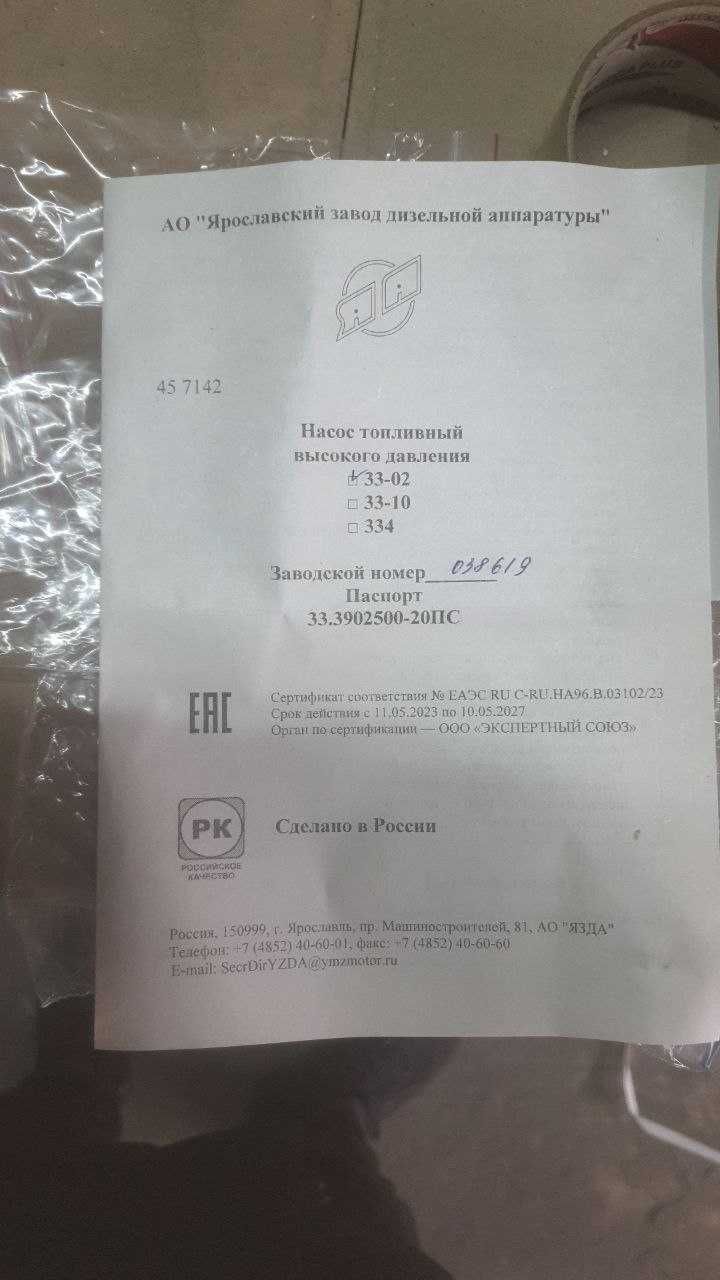 АО "Ярославский завод дизельной аппаратуры"
45 7142
Насос топливный
высокого давления
33-02
33-10
334
Заводской номер 038619
Паспорт
33.3902500-20ПС
ЕАС
Сертификат соответствия № ЕАЭС RU C-RU.НА96.В.03102/23
Срок действия с 11.05.2023 по 10.05.2027
Орган по сертификации — ООО «ЭКСПЕРТНЫЙ СОЮЗ»
РК
РОССИЙСКОЕ
КАЧЕСТВО
Сделано в России
Россия, 150999, г. Ярославль, пр. Машиностроителей, 81, АО "ЯЗДА"
Телефон: +7 (4852) 40-60-01, факс: +7 (4852) 40-60-60
E-mail: SecrDirYZDA@ymzmotor.ru